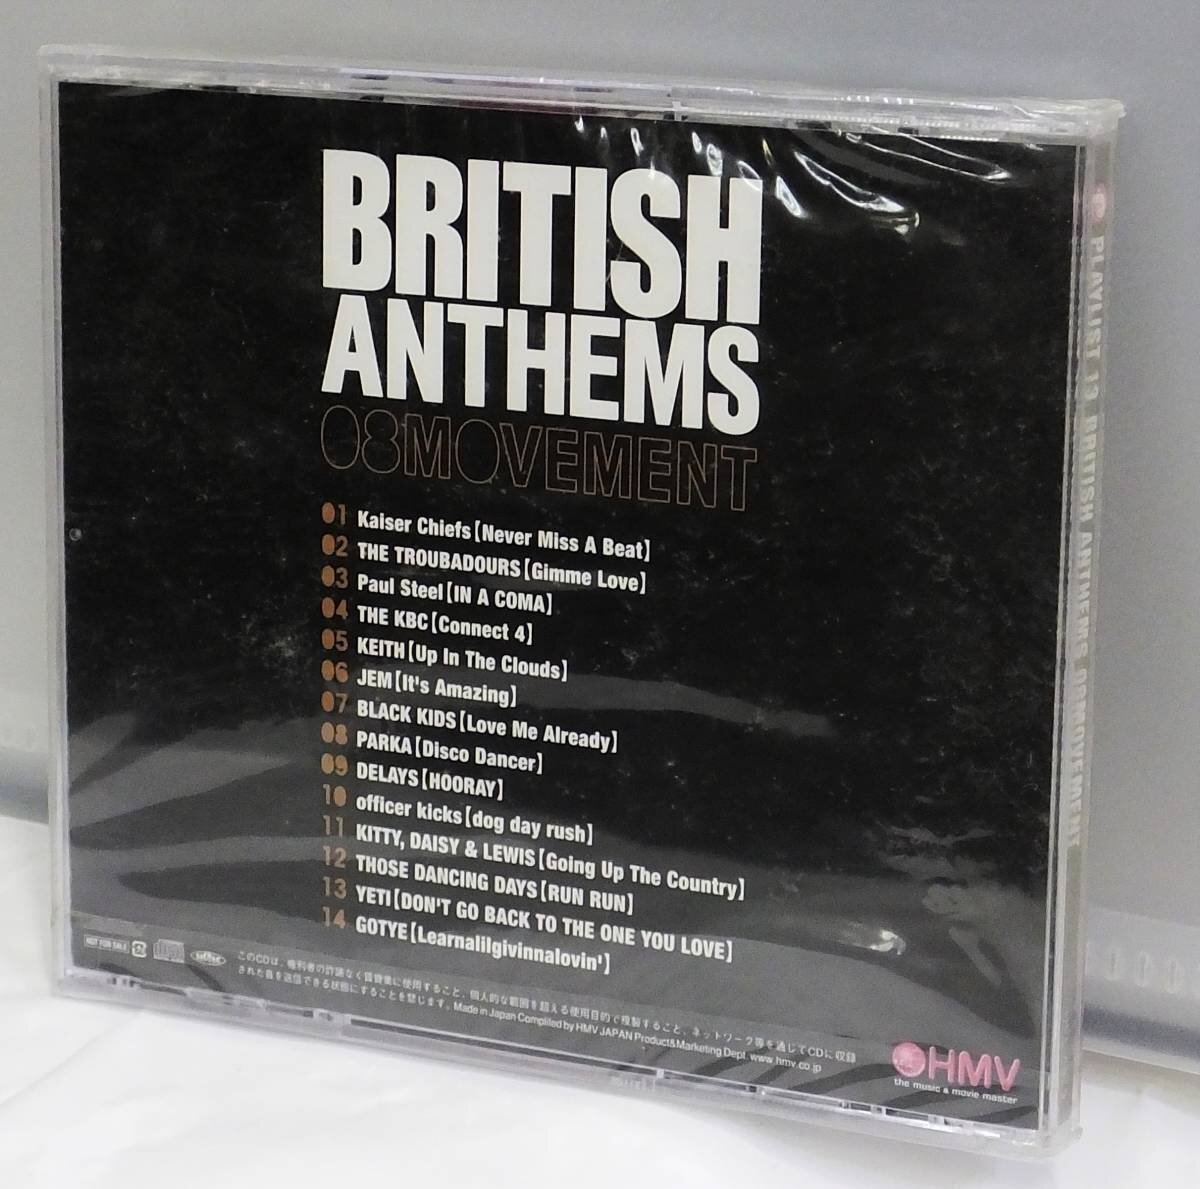 BRITISH
ANTHEMS
08MOVEMENT
01 Kaiser Chiefs【Never Miss A Beat】
02 THE TROUBADOURS【Gimme Love】
03 Paul Steel【IN A COMA】
04 THE KBC【Connect 4】
05 KEITH【Up In The Clouds】
06 JEM【It's Amazing】
07 BLACK KIDS【Love Me Already】
08 PARKA【Disco Dancer】
09 DELAYS【HOORAY】
10 officer kicks【dog day rush】
11 KITTY, DAISY & LEWIS【Going Up The Country】
12 THOSE DANCING DAYS【RUN RUN】
13 YETI【DON'T GO BACK TO THE ONE YOU LOVE】
14 GOTYE【Learnalilgivinnalovin'】
NOT FOR SALE
このCDは、権利者の許諾なく賃貸業に使用すること、個人的な範囲を超える使用目的で複製すること、ネットワーク等を通じてCDに収録
された音を送信できる状態にすることを禁じます。Made in Japan Complied by HMV JAPAN Product&Marketing Dept. www.hmv.co.jp
HMV
the music & movie master
PLAYLIST 13 BRITISH ANTHEMS 08MOVEMENT